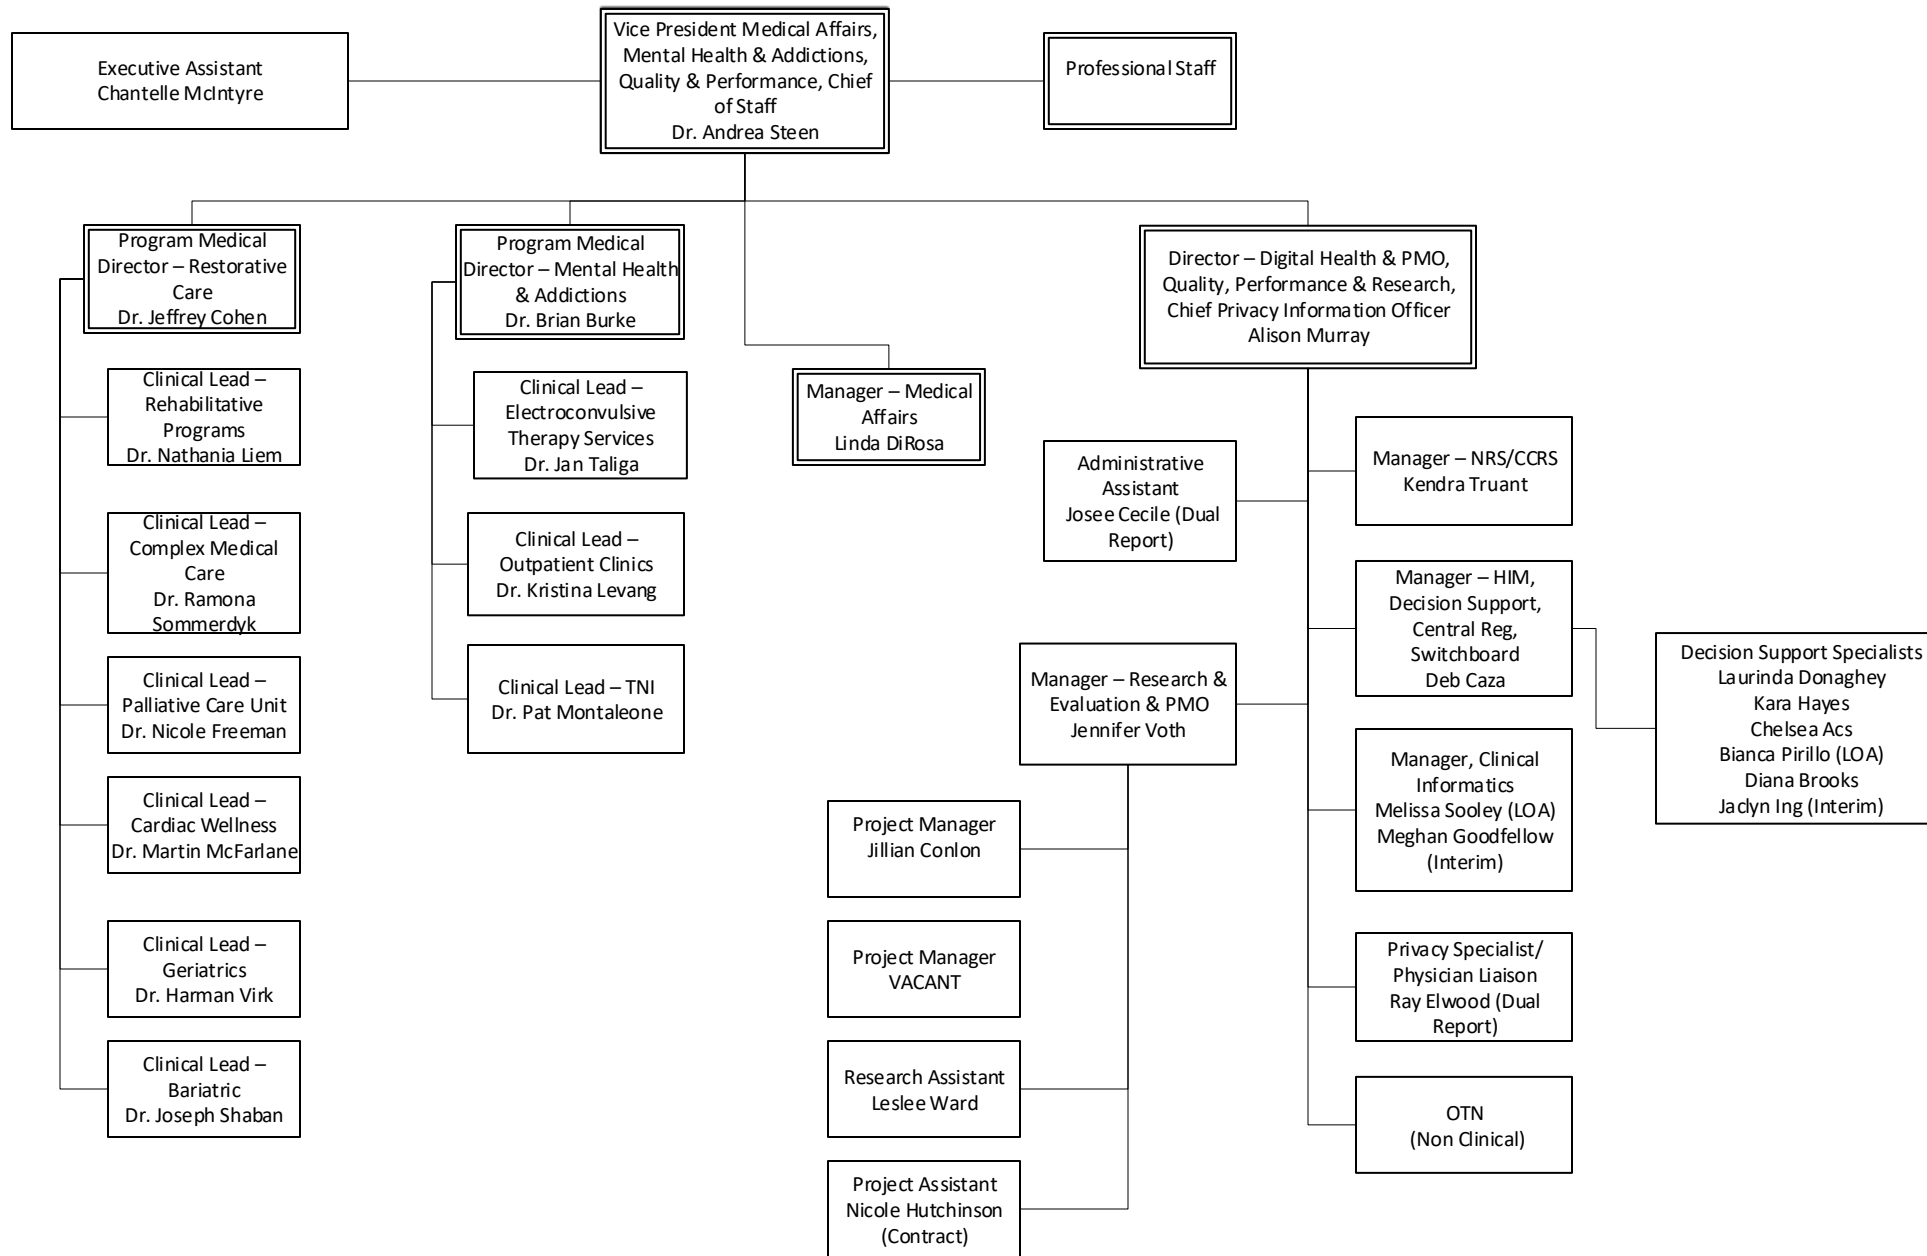 Executive Assistant
Chantelle McIntyre
Vice President Medical Affairs,
Mental Health & Addictions,
Quality & Performance, Chief
of Staff
Dr. Andrea Steen
Professional Staff
Program Medical
Director – Restorative
Care
Dr. Jeffrey Cohen
Program Medical
Director – Mental Health
& Addictions
Dr. Brian Burke
Director – Digital Health & PMO,
Quality, Performance & Research,
Chief Privacy Information Officer
Alison Murray
Clinical Lead –
Rehabilitative
Programs
Dr. Nathania Liem
Clinical Lead –
Complex Medical
Care
Dr. Ramona
Sommerdyk
Clinical Lead –
Palliative Care Unit
Dr. Nicole Freeman
Clinical Lead –
Cardiac Wellness
Dr. Martin McFarlane
Clinical Lead –
Geriatrics
Dr. Harman Virk
Clinical Lead –
Bariatric
Dr. Joseph Shaban
Clinical Lead –
Electroconvulsive
Therapy Services
Dr. Jan Taliga
Clinical Lead –
Outpatient Clinics
Dr. Kristina Levang
Clinical Lead – TNI
Dr. Pat Montaleone
Manager – Medical
Affairs
Linda DiRosa
Administrative
Assistant
Josee Cecile (Dual
Report)
Manager – Research &
Evaluation & PMO
Jennifer Voth
Project Manager
Jillian Conlon
Project Manager
VACANT
Research Assistant
Leslee Ward
Project Assistant
Nicole Hutchinson
(Contract)
Manager – NRS/CCRS
Kendra Truant
Manager – HIM,
Decision Support,
Central Reg,
Switchboard
Deb Caza
Manager, Clinical
Informatics
Melissa Sooley (LOA)
Meghan Goodfellow
(Interim)
Privacy Specialist/
Physician Liaison
Ray Elwood (Dual
Report)
OTN
(Non Clinical)
Decision Support Specialists
Laurinda Donaghey
Kara Hayes
Chelsea Acs
Bianca Pirillo (LOA)
Diana Brooks
Jaclyn Ing (Interim)